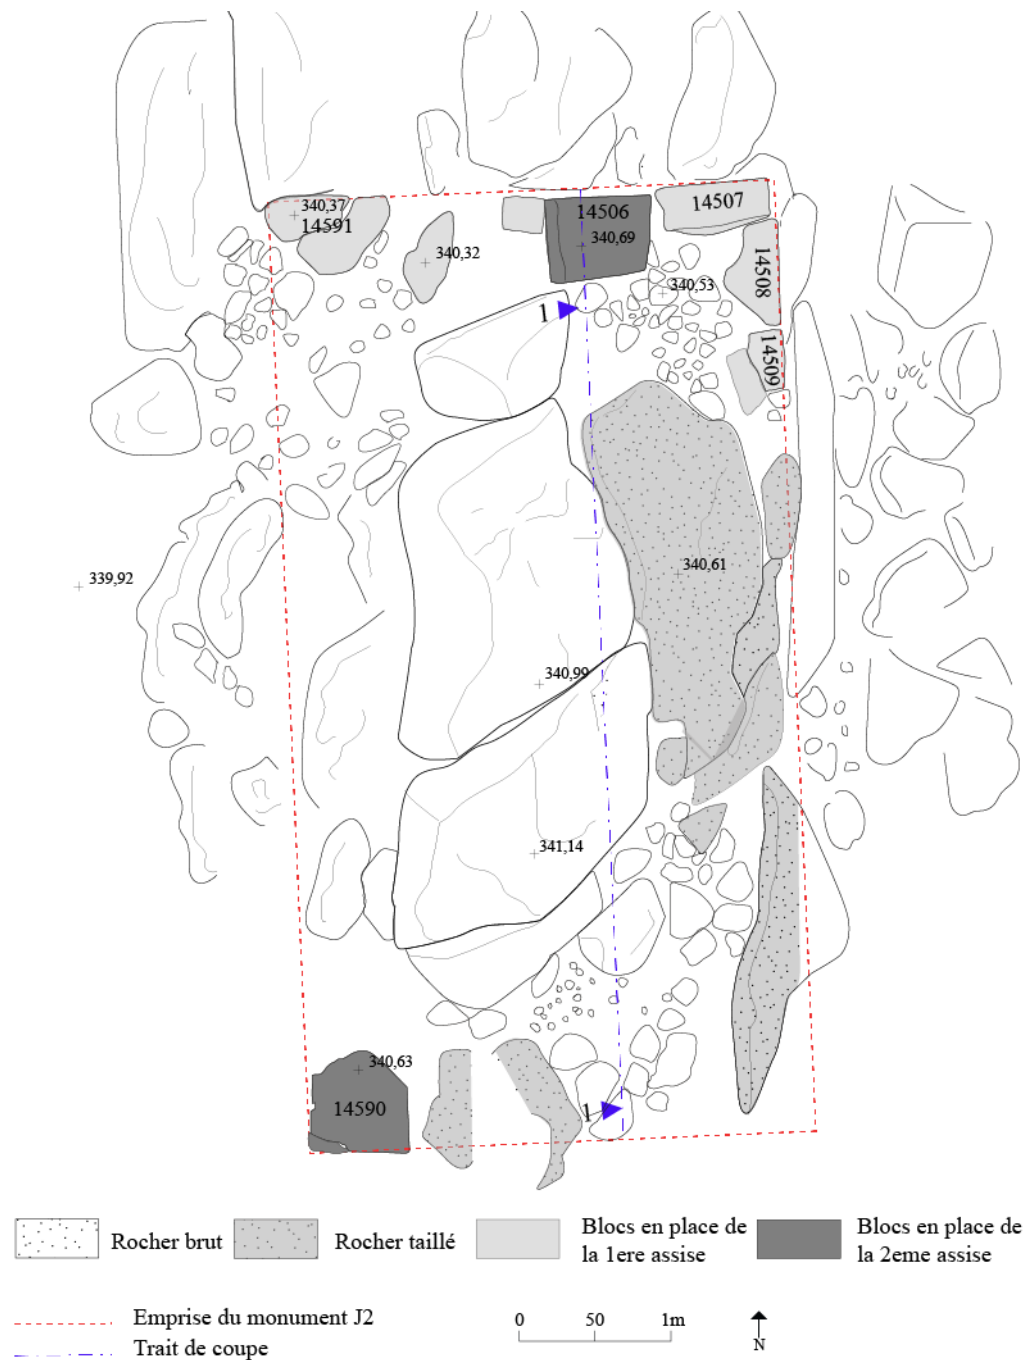 340,37
14591
14506
14507
340,69
340,32
14508
340,53
1
14509
340,61
339,92
340,99
341,14
340,63
14590
1
Rocher brut
Rocher taillé
Blocs en place de
la 1ere assise
Blocs en place de
la 2eme assise
Emprise du monument J2
Trait de coupe
0 50 1m
N